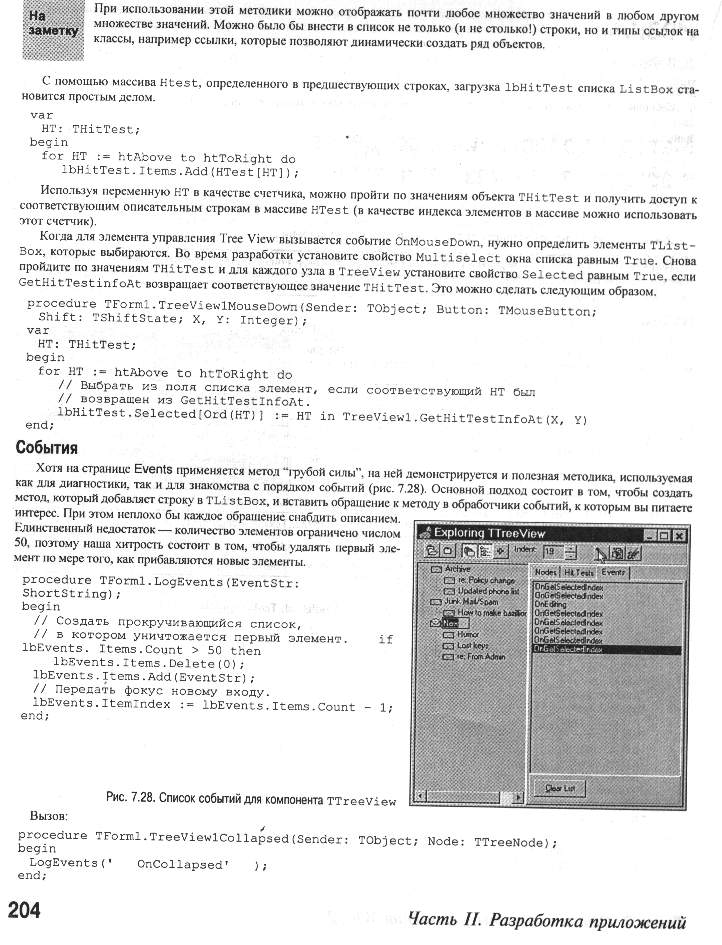 На
заметку
При использовании этой методики можно отображать почти любое множество значений в любом другом
множестве значений. Можно было бы внести в список не только (и не столько!) строки, но и типы ссылок на
классы, например ссылки, которые позволяют динамически создать ряд объектов.
С помощью массива Htest, определенного в предшествующих строках, загрузка lbHitTest списка ListBox ста-
новится простым делом.
var
HT: THitTest;
begin
for HT := htAbove to htToRight do
lbHitTest.Items.Add(HTest[HT]);
Используя переменную HT в качестве счетчика, можно пройти по значениям объекта THitTest и получить доступ к
соответствующим описательным строкам в массиве HTest (в качестве индекса элементов в массиве можно использовать
этот счетчик).
Когда для элемента управления Tree View вызывается событие OnMouseDown, нужно определить элементы TList-
Box, которые выбираются. Во время разработки установите свойство Multiselect окна списка равным True. Снова
пройдите по значениям THitTest и для каждого узла в TreeView установите свойство Selected равным True, если
GetHitTestinfoAt возвращает соответствующее значение THitTest. Это можно сделать следующим образом.
procedure TForm1.TreeView1MouseDown(Sender: TObject; Button: TMouseButton;
Shift: TShiftState; X, Y: Integer);
var
HT: THitTest;
begin
for HT := htAbove to htToRight do
// Выбрать из поля списка элемент, если соответствующий HT был
// возвращен из GetHitTestInfoAt.
lbHitTest.Selected[Ord(HT)] := HT in TreeView1.GetHitTestInfoAt(X, Y)
end;
События
Хотя на странице Events применяется метод "грубой силы", на ней демонстрируется и полезная методика, используемая
как для диагностики, так и для знакомства с порядком событий (рис. 7.28). Основной подход состоит в том, чтобы создать
метод, который добавляет строку в TListBox, и вставить обращение к методу в обработчики событий, к которым вы питаете
интерес. При этом неплохо бы каждое обращение снабдить описанием.
Единственный недостаток — количество элементов ограничено числом
50, поэтому наша хитрость состоит в том, чтобы удалять первый эле-
мент по мере того, как прибавляются новые элементы.
procedure TForm1.LogEvents(EventStr:
ShortString);
begin
// Создать прокручивающийся список,
// в котором уничтожается первый элемент. if
lbEvents. Items.Count > 50 then
lbEvents.Items.Delete(0);
lbEvents.Items.Add(EventStr);
// Передать фокус новому входу.
lbEvents.ItemIndex := lbEvents.Items.Count - 1;
end;
Exploring TTreeView
Indent: 19
Archive
re: Policy change
Updated phone list
Junk Mail/Spam
How to make bazillion
New
Humor
Lost keys
re: From Admin
Nodes Hit Tests Events
OnGetSelectedIndex
OnGetSelectedIndex
OnEditing
OnGetSelectedIndex
OnGetSelectedIndex
OnGetSelectedIndex
OnGetSelectedIndex
OnGetSelectedIndex
Clear List
Рис. 7.28. Список событий для компонента TTreeView
Вызов:
procedure TForm1.TreeView1Collapsed(Sender: TObject; Node: TTreeNode);
begin
LogEvents(' OnCollapsed' );
end;
204
Часть II. Разработка приложений